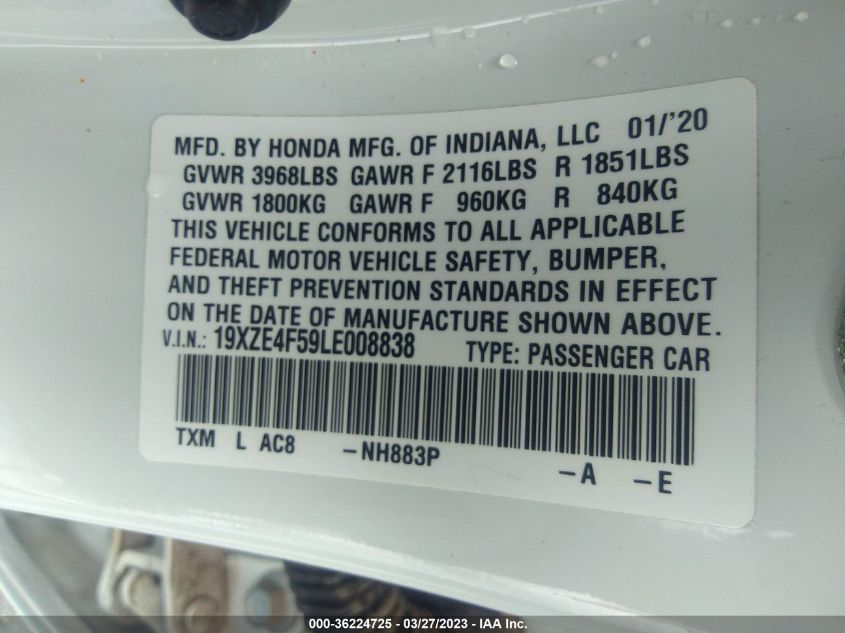 MFD. BY HONDA MFG. OF INDIANA, LLC 01/'20
GVWR 3968LBS GAWR F 2116LBS R 1851LBS
GVWR 1800KG GAWR F 960KG R 840KG
THIS VEHICLE CONFORMS TO ALL APPLICABLE
FEDERAL MOTOR VEHICLE SAFETY, BUMPER,
AND THEFT PREVENTION STANDARDS IN EFFECT
ON THE DATE OF MANUFACTURE SHOWN ABOVE.
V.I.N.: 19XZE4F59LE008838 TYPE: PASSENGER CAR
TXM L AC8 -NH883P -A -E
000-36224725 — 03/27/2023 — IAA Inc.